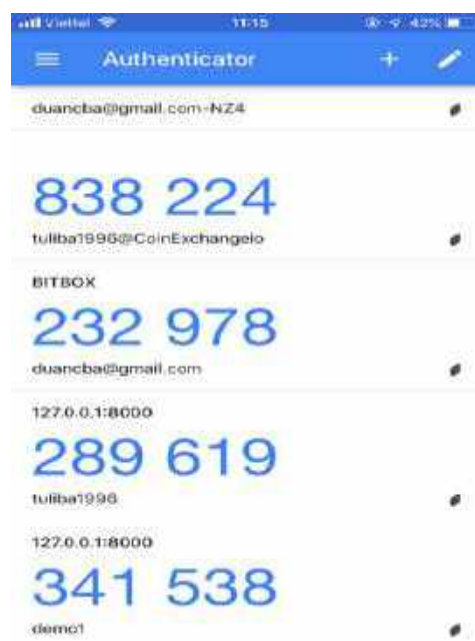 Viettel 11:15 42%
Authenticator
duancba@gmail.com-NZ4
838 224
tuliba1996@CoinExchangeio
BITBOX
232 978
duancba@gmail.com
127.0.0.1:8000
289 619
tuliba1996
127.0.0.1:8000
341 538
demo1